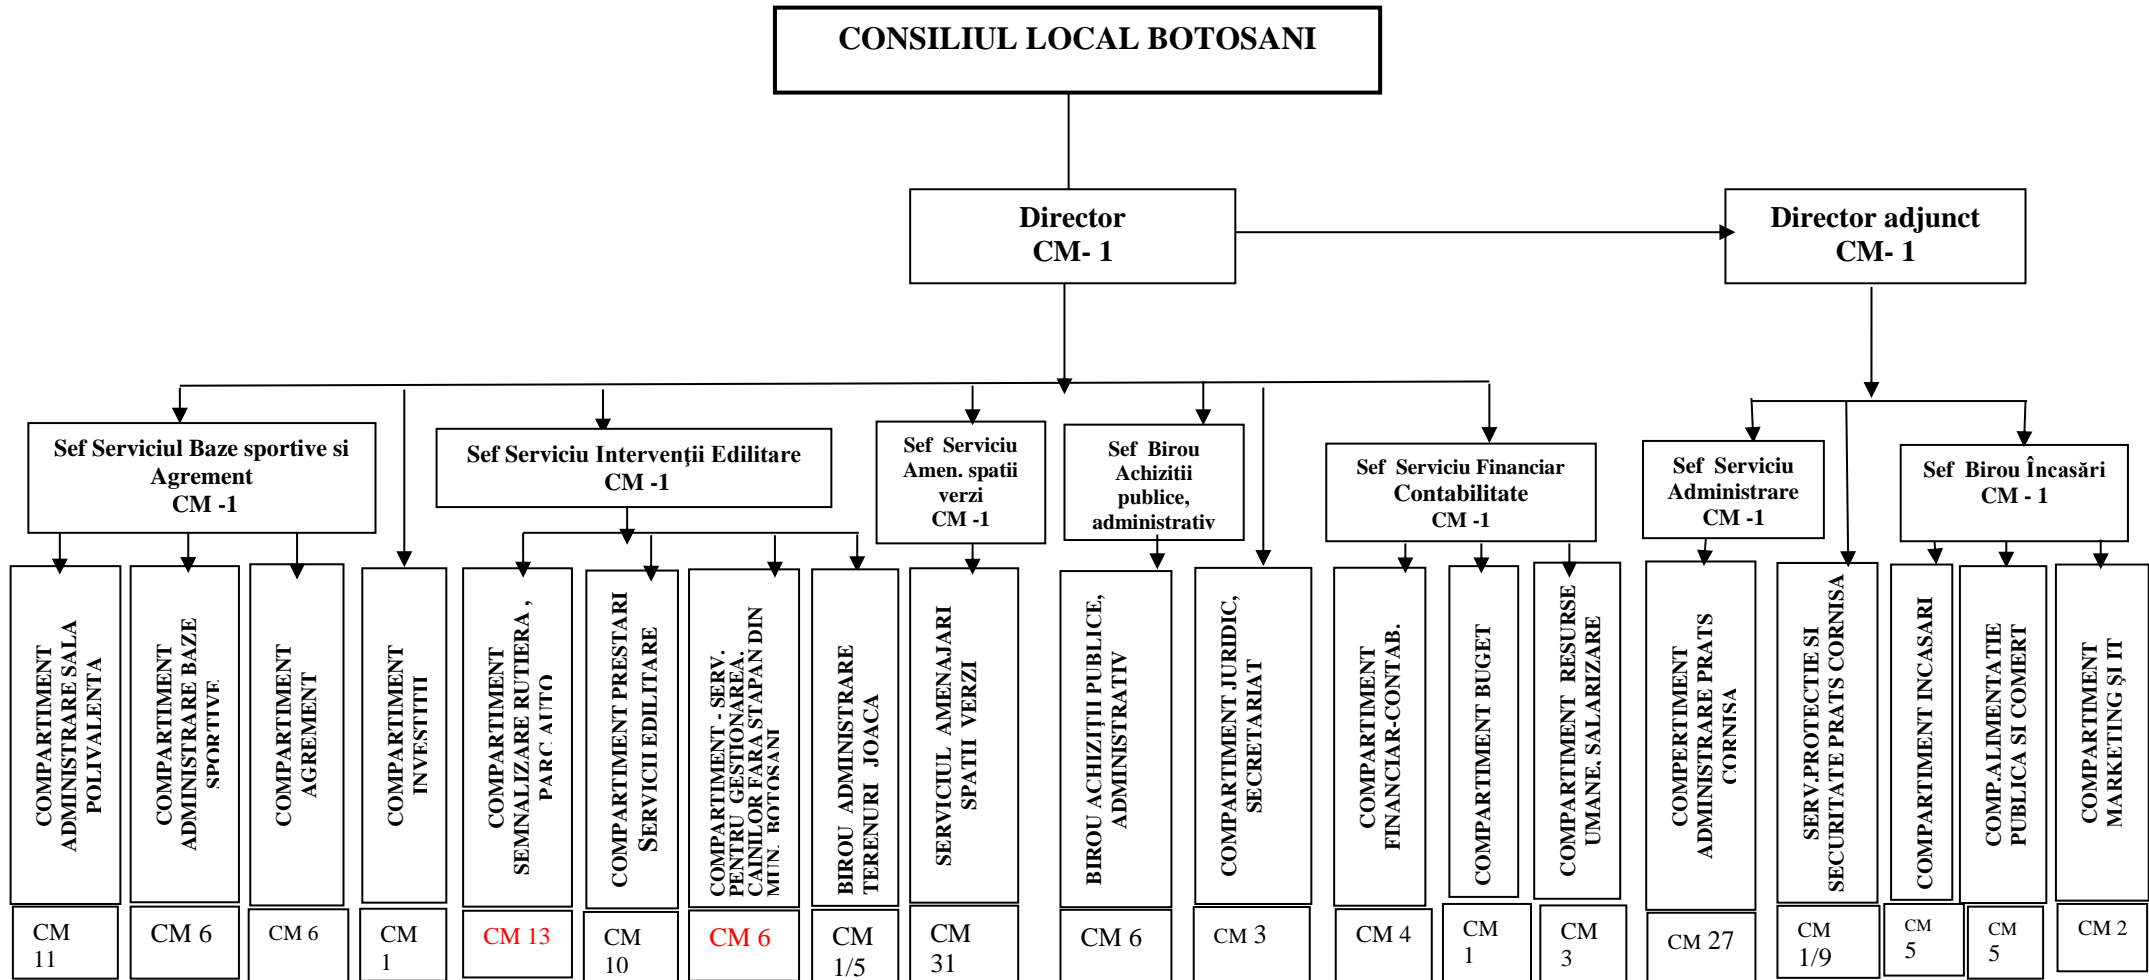 CONSILIUL LOCAL BOTOSANI
Director
CM- 1
Director adjunct
CM- 1
Sef Serviciul Baze sportive si
Agrement
CM -1
Sef Serviciu Intervenţii Edilitare
CM -1
Sef Serviciu
Amen. spatii
verzi
CM -1
Sef Birou
Achizitii
publice,
administrativ
Sef Serviciu Financiar
Contabilitate
CM -1
Sef Serviciu
Administrare
CM -1
Sef Birou Încasări
CM - 1
COMPARTIMENT
ADMINISTRARE SALA
POLIVALENTA
COMPARTIMENT
ADMINISTRARE BAZE
SPORTIVE
COMPARTIMENT
AGREMENT
COMPARTIMENT
INVESTITII
COMPARTIMENT
SEMNALIZARE RUTIERA ,
PARC AUTO
COMPARTIMENT PRESTARI
SERVICII EDILITARE
COMPARTIMENT - SERV.
PENTRU GESTIONAREA.
CAINILOR FARA STAPAN DIN
MUN. BOTOSANI
BIROU ADMINISTRARE
TERENURI JOACA
SERVICIUL AMENAJARI
SPATII VERZI
BIROU ACHIZIŢII PUBLICE,
ADMINISTRATIV
COMPARTIMENT JURIDIC,
SECRETARIAT
COMPARTIMENT
FINANCIAR-CONTAB.
COMPARTIMENT BUGET
COMPARTIMENT RESURSE
UMANE. SALARIZARE
COMPERTIMENT
ADMINISTRARE PRATS
CORNISA
SERV.PROTECTIE SI
SECURITATE PRATS CORNISA
COMPARTIMENT INCASARI
COMP.ALIMENTATIE
PUBLICA SI COMERT
COMPARTIMENT
MARKETING ŞI IT
CM
11
CM 6
CM 6
CM
1
CM 13
CM
10
CM 6
CM
1/5
CM
31
CM 6
CM 3
CM 4
CM
1
CM
3
CM 27
CM
1/9
CM
5
CM
5
CM 2